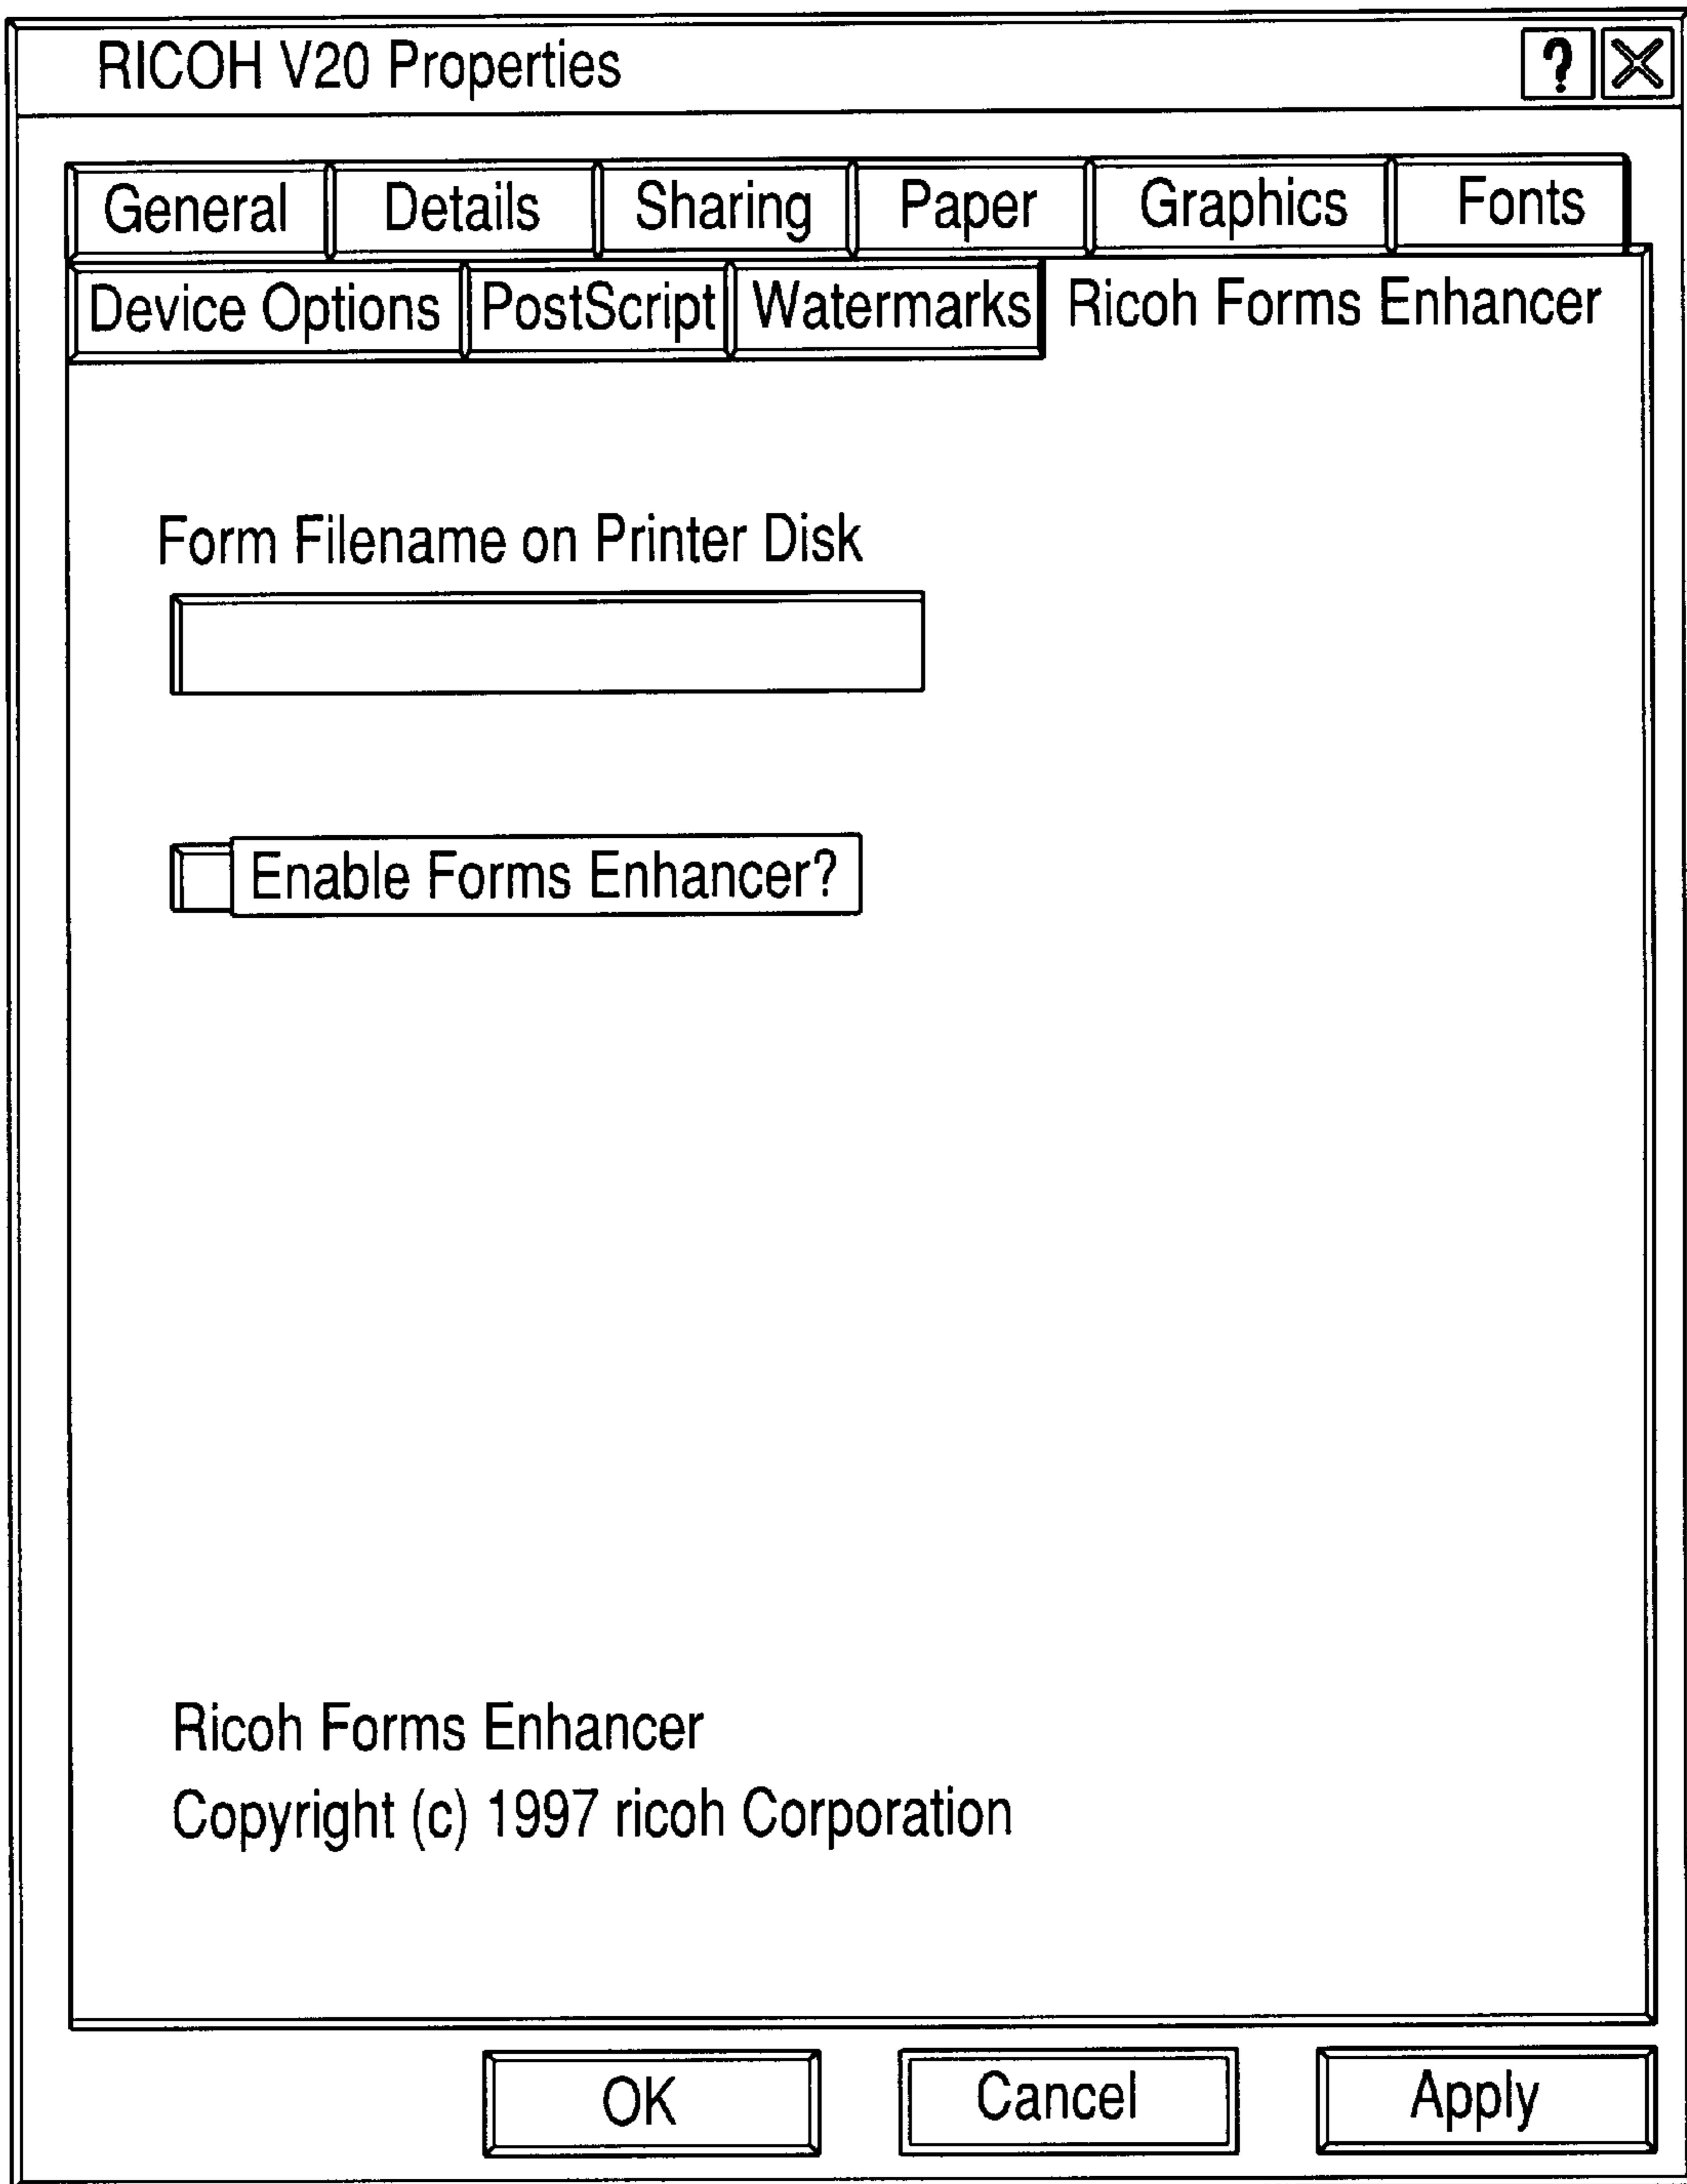 RICOH V20 Properties ?
General Details Sharing Paper Graphics Fonts
Device Options PostScript Watermarks Ricoh Forms Enhancer
Form Filename on Printer Disk
Enable Forms Enhancer?
Ricoh Forms Enhancer
Copyright (c) 1997 ricoh Corporation
OK Cancel Apply